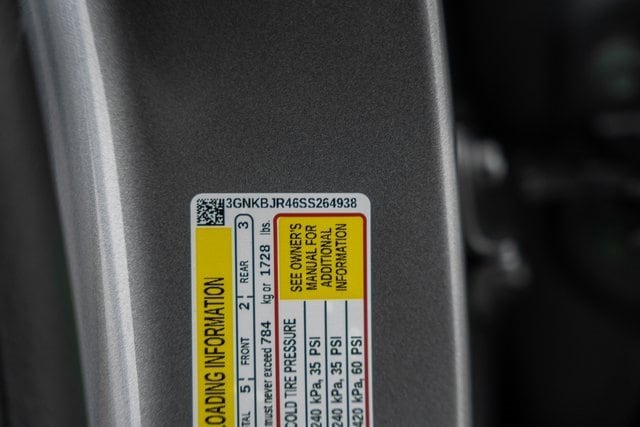 3GNKBJR46SS264938
LOADING INFORMATION
TAL 5 FRONT 2 REAR 3
must never exceed 784 kg or 1728 lbs.
COLD TIRE PRESSURE
240 kPa, 35 PSI
240 kPa, 35 PSI
420 kPa, 60 PSI
SEE OWNER'S
MANUAL FOR
ADDITIONAL
INFORMATION